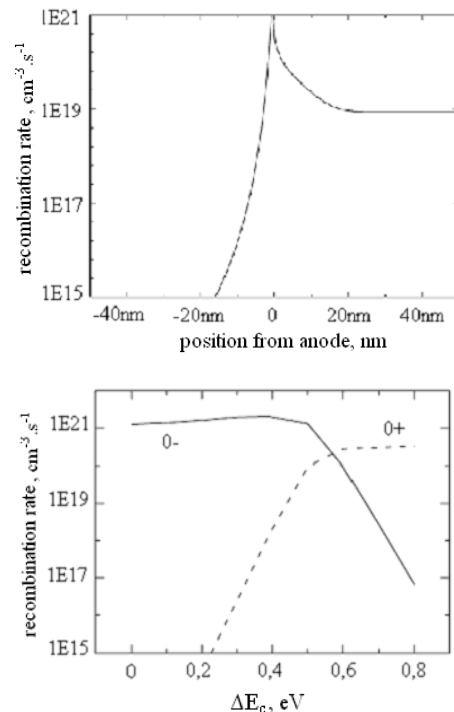 1E21
1E19
1E17
1E15
recombination rate , cm⁻³.s⁻¹
-40nm -20nm 0 20nm 40nm
position from anode, nm
1E21
1E19
1E17
1E15
recombination rate, cm⁻³.s⁻¹
0-
0+
0 0,2 0,4 0,6 0,8
ΔEc, eV